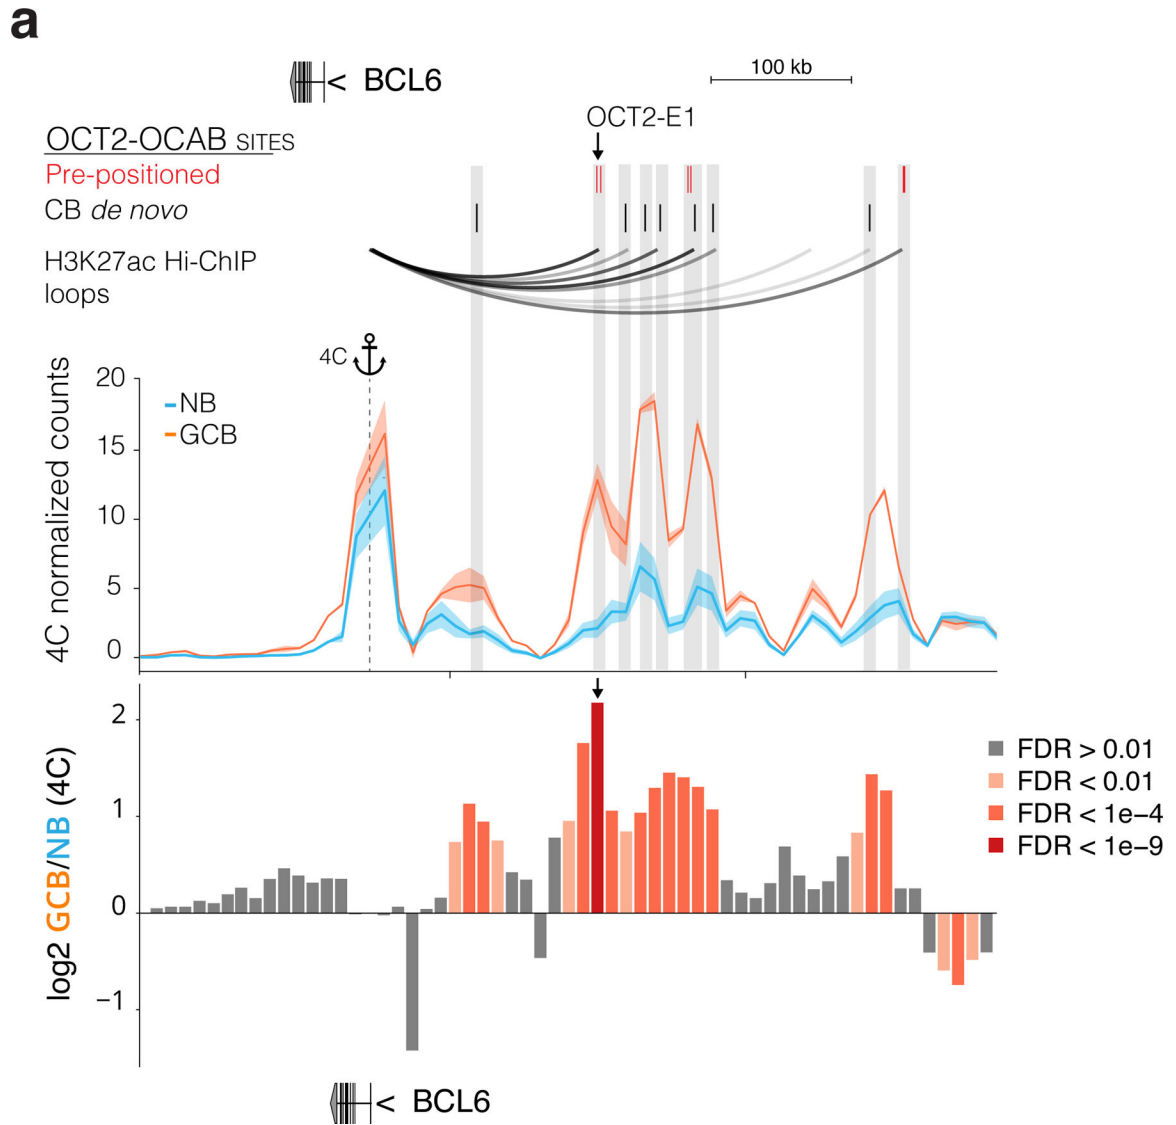 a
< BCL6
100 kb
OCT2-E1
OCT2-OCAB SITES
Pre-positioned
CB de novo
H3K27ac Hi-ChIP
loops
4C
4C normalized counts
20
15
10
5
0
NB
GCB
log2 GCB/NB (4C)
2
1
0
−1
FDR > 0.01
FDR < 0.01
FDR < 1e−4
FDR < 1e−9
< BCL6